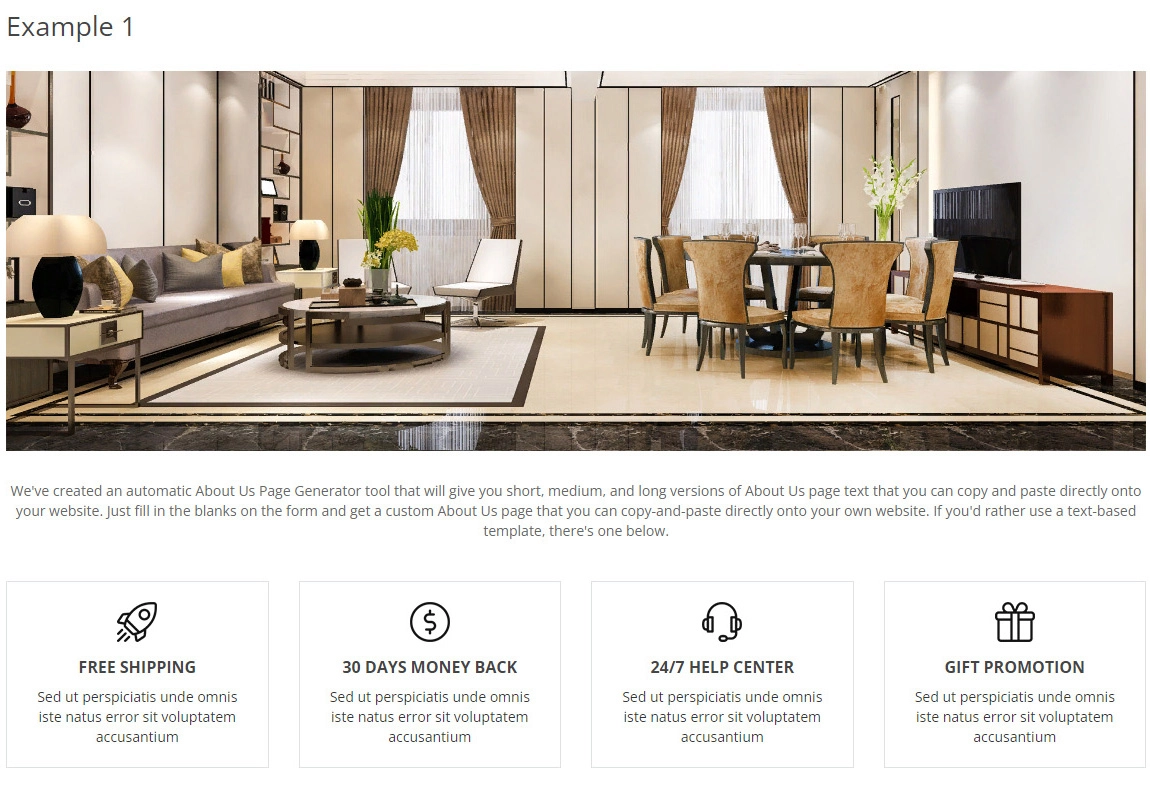 Example 1
We've created an automatic About Us Page Generator tool that will give you short, medium, and long versions of About Us page text that you can copy and paste directly onto
your website. Just fill in the blanks on the form and get a custom About Us page that you can copy-and-paste directly onto your own website. If you'd rather use a text-based
template, there's one below.
FREE SHIPPING
Sed ut perspiciatis unde omnis
iste natus error sit voluptatem
accusantium
30 DAYS MONEY BACK
Sed ut perspiciatis unde omnis
iste natus error sit voluptatem
accusantium
24/7 HELP CENTER
Sed ut perspiciatis unde omnis
iste natus error sit voluptatem
accusantium
GIFT PROMOTION
Sed ut perspiciatis unde omnis
iste natus error sit voluptatem
accusantium